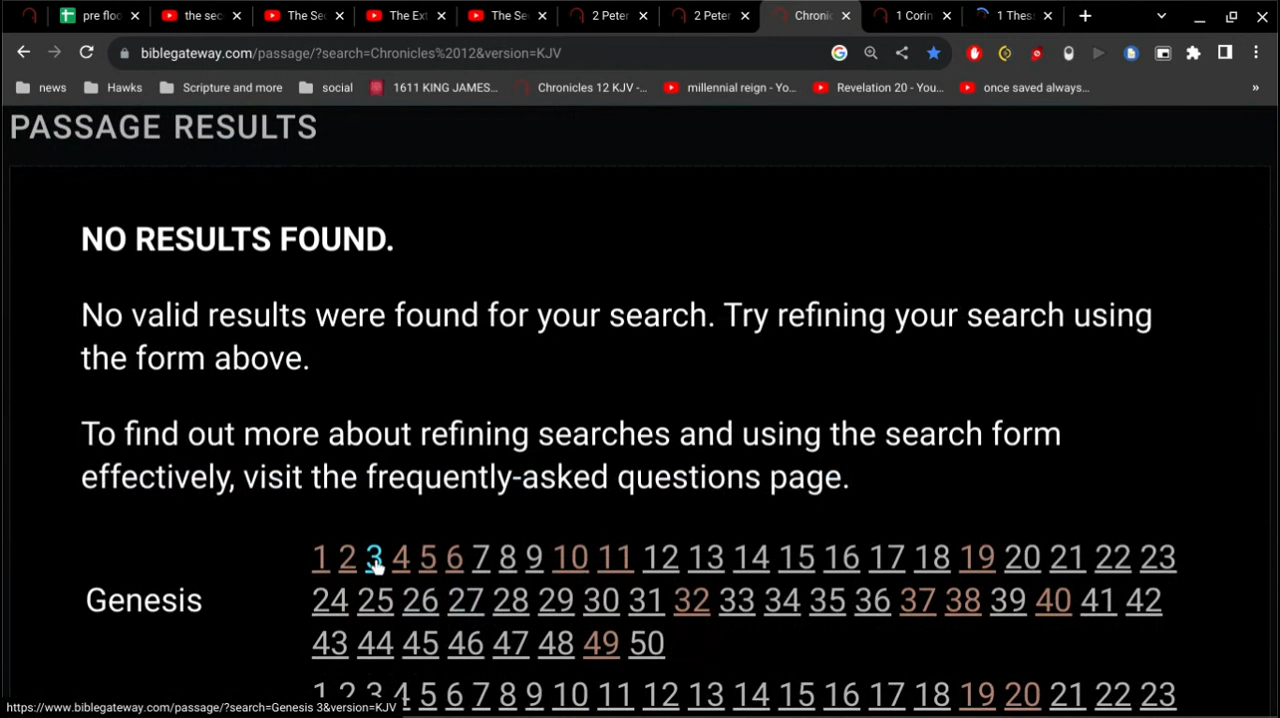 pre floo
the sec
The Sec
The Ext
The Se
2 Peter
2 Peter
Chronic
1 Corin
1 Thess
biblegateway.com/passage/?search=Chronicles%2012&version=KJV
news
Hawks
Scripture and more
social
1611 KING JAMES...
Chronicles 12 KJV -...
millennial reign - Yo...
Revelation 20 - You...
once saved always...
»
PASSAGE RESULTS
NO RESULTS FOUND.
No valid results were found for your search. Try refining your search using
the form above.
To find out more about refining searches and using the search form
effectively, visit the frequently-asked questions page.
Genesis
1 2 3 4 5 6 7 8 9 10 11 12 13 14 15 16 17 18 19 20 21 22 23
24 25 26 27 28 29 30 31 32 33 34 35 36 37 38 39 40 41 42
43 44 45 46 47 48 49 50
1 2 3 4 5 6 7 8 9 10 11 12 13 14 15 16 17 18 19 20 21 22 23
https://www.biblegateway.com/passage/?search=Genesis 3&version=KJV